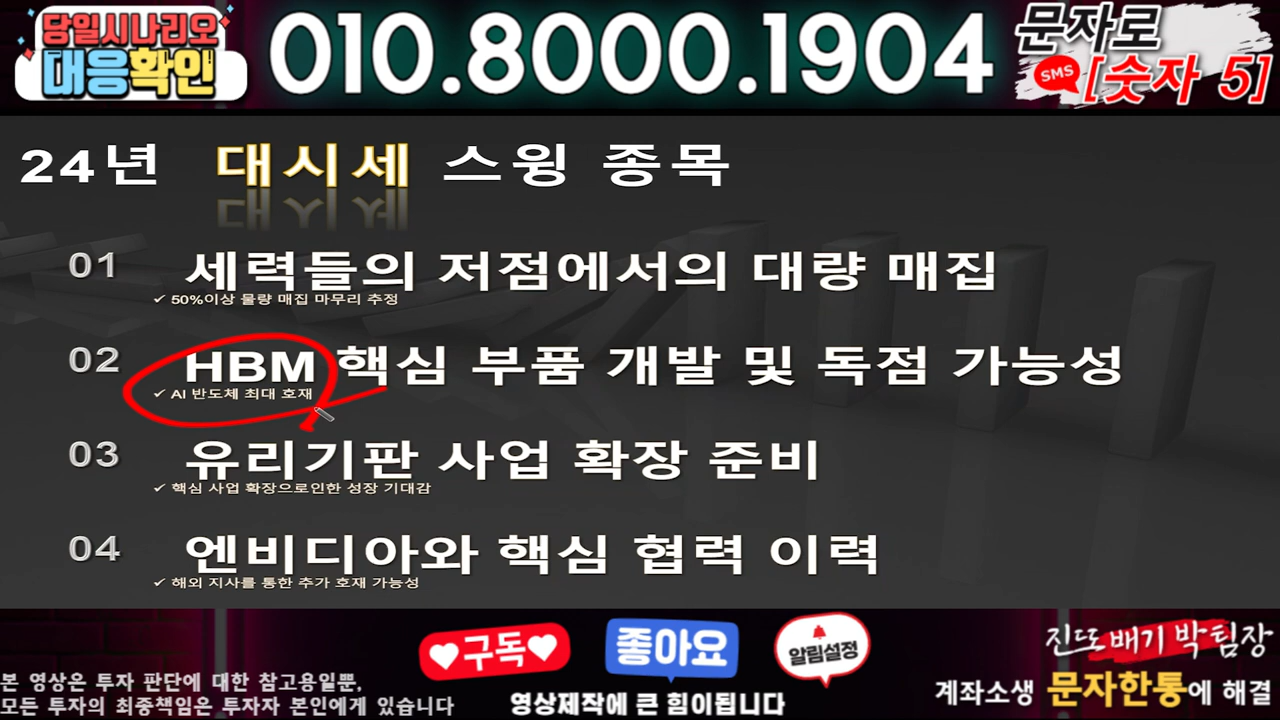 당일시나리오
대응확인
010.8000.1904
문자로
SMS [숫자 5]
24년 대시세 스윙 종목
01 세력들의 저점에서의 대량 매집
✓ 50%이상 물량 매집 마무리 추정
02 HBM 핵심 부품 개발 및 독점 가능성
✓ AI 반도체 최대 호재
03 유리기판 사업 확장 준비
✓ 핵심 사업 확장으로인한 성장 기대감
04 엔비디아와 핵심 협력 이력
✓ 해외 지사를 통한 추가 호재 가능성
본 영상은 투자 판단에 대한 참고용일뿐,
모든 투자의 최종책임은 투자자 본인에게 있습니다
구독
좋아요
알림설정
영상제작에 큰 힘이됩니다
진또배기 박팀장
계좌소생 문자한통에 해결